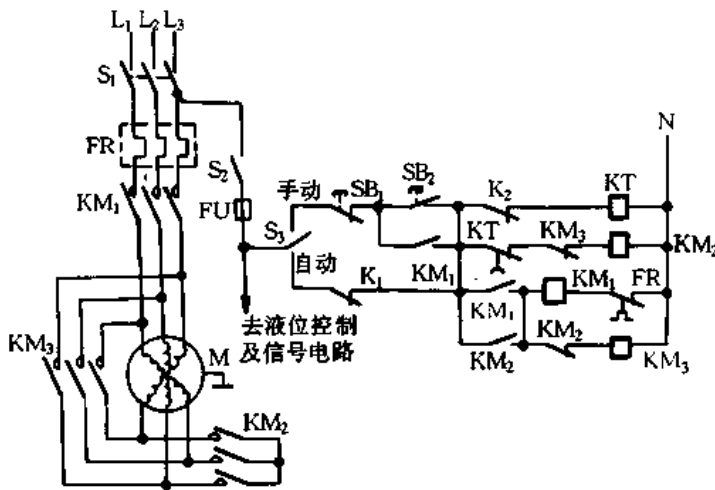 L₁ L₂ L₃
S₁
N
FR
S₂
手动 SB₁ SB₂ K₂ KT
KM₁
FU
S₃
KT KM₃ KM₂
自动
K₁ KM₁
KM₁ KM₁ FR
去液位控制
及信号电路
KM₃
M
KM₂ KM₂ KM₃
KM₂